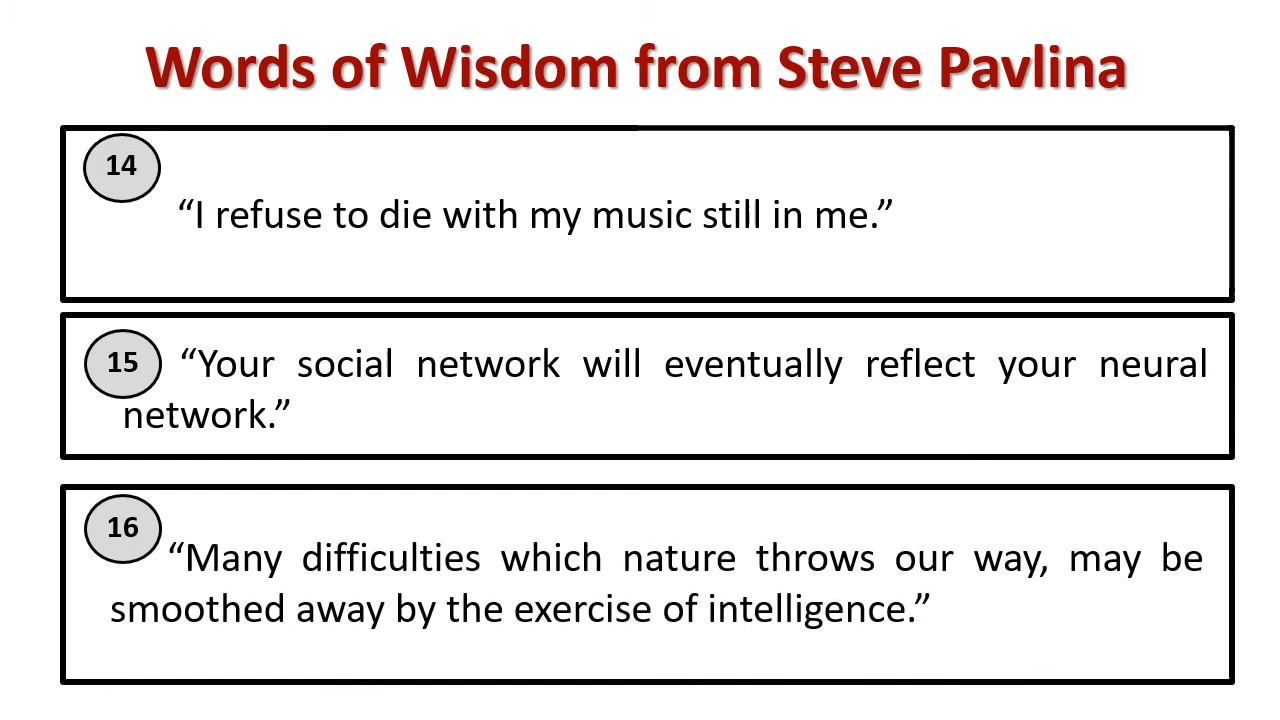 Words of Wisdom from Steve Pavlina
14
“I refuse to die with my music still in me.”
15
“Your social network will eventually reflect your neural
network.”
16
“Many difficulties which nature throws our way, may be
smoothed away by the exercise of intelligence.”